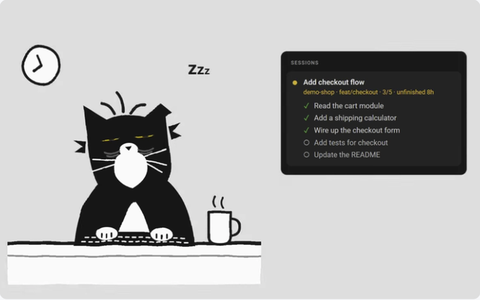 Zzz
SESSIONS
Add checkout flow
demo-shop · feat/checkout · 3/5 · unfinished 8h
✓ Read the cart module
✓ Add a shipping calculator
✓ Wire up the checkout form
○ Add tests for checkout
○ Update the README